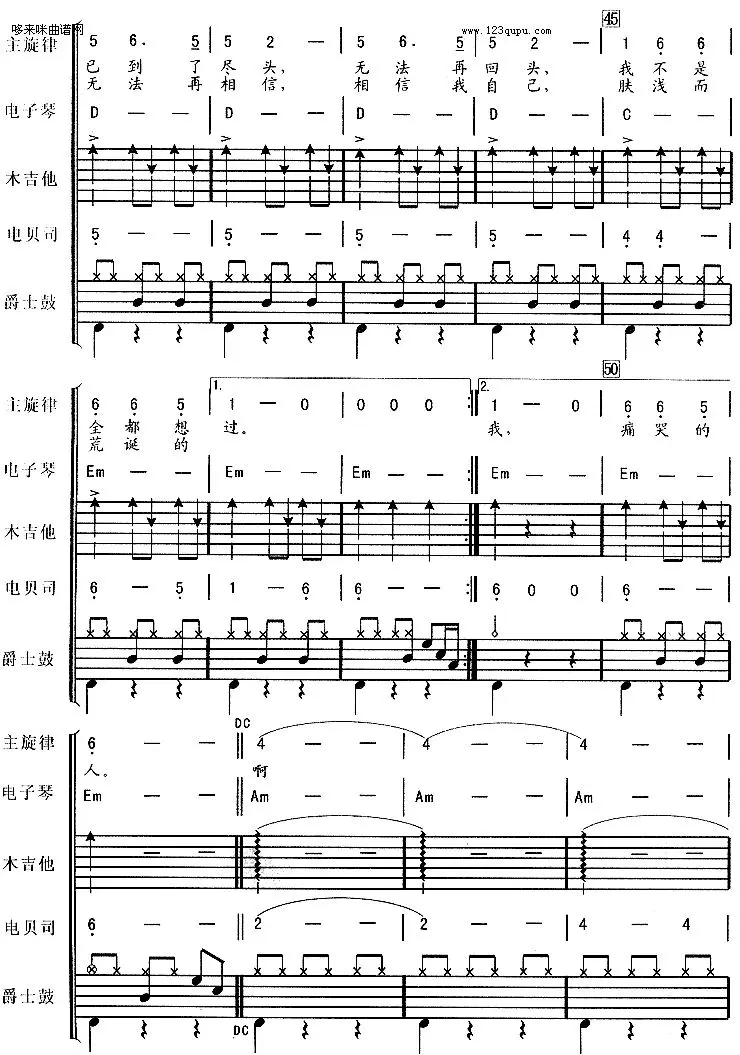 哆来咪曲谱网
www.123qupu.com
45
主旋律 5 6. 5 | 5 2 — | 5 6. 5 | 5 2 — | 1 6 6 |
已 到 了 尽 头， 无 法 再 回 头， 我 不 是
无 法 再 相 信， 相 信 我 自 己， 肤 浅 而
电子琴 D — — | D — — | D — — | D — — | C — — |
木吉他
电贝司 5 — — | 5 — — | 5 — — | 5 — — | 4 4 — |
爵士鼓
50
1. 2.
主旋律 6 6 5 | 1 — 0 | 0 0 0 :‖ 1 — 0 | 6 6 5 |
全 都 想 过。 我， 痛 哭 的
荒 诞 的
电子琴 Em — — | Em — — | Em — — :‖ Em — — | Em — — |
木吉他
电贝司 6 — 5 | 1 — 6 | 6 — — :‖ 6 0 0 | 6 — — |
爵士鼓
DC
主旋律 6 — — ‖ 4 — — | 4 — — | 4 — — |
人。 啊
电子琴 Em — — ‖ Am — — | Am — — | Am — — |
木吉他 — — | — — | — —
电贝司 6 — — ‖ 2 — — | 2 — — | 4 — 4 |
爵士鼓
DC